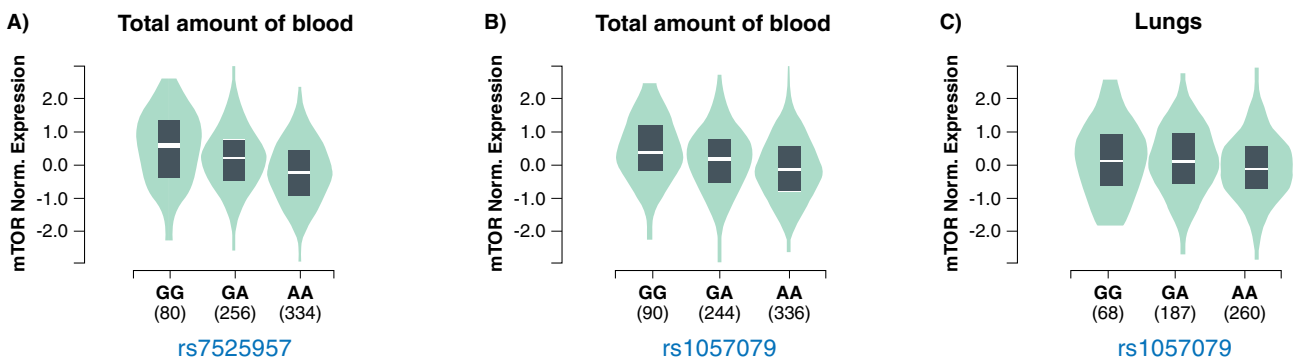 A) Total amount of blood
mTOR Norm. Expression
2.0
1.0
0.0
-1.0
-2.0
GG GA AA
(80) (256) (334)
rs7525957
B) Total amount of blood
mTOR Norm. Expression
2.0
1.0
0.0
-1.0
-2.0
GG GA AA
(90) (244) (336)
rs1057079
C) Lungs
mTOR Norm. Expression
2.0
1.0
0.0
-1.0
-2.0
GG GA AA
(68) (187) (260)
rs1057079